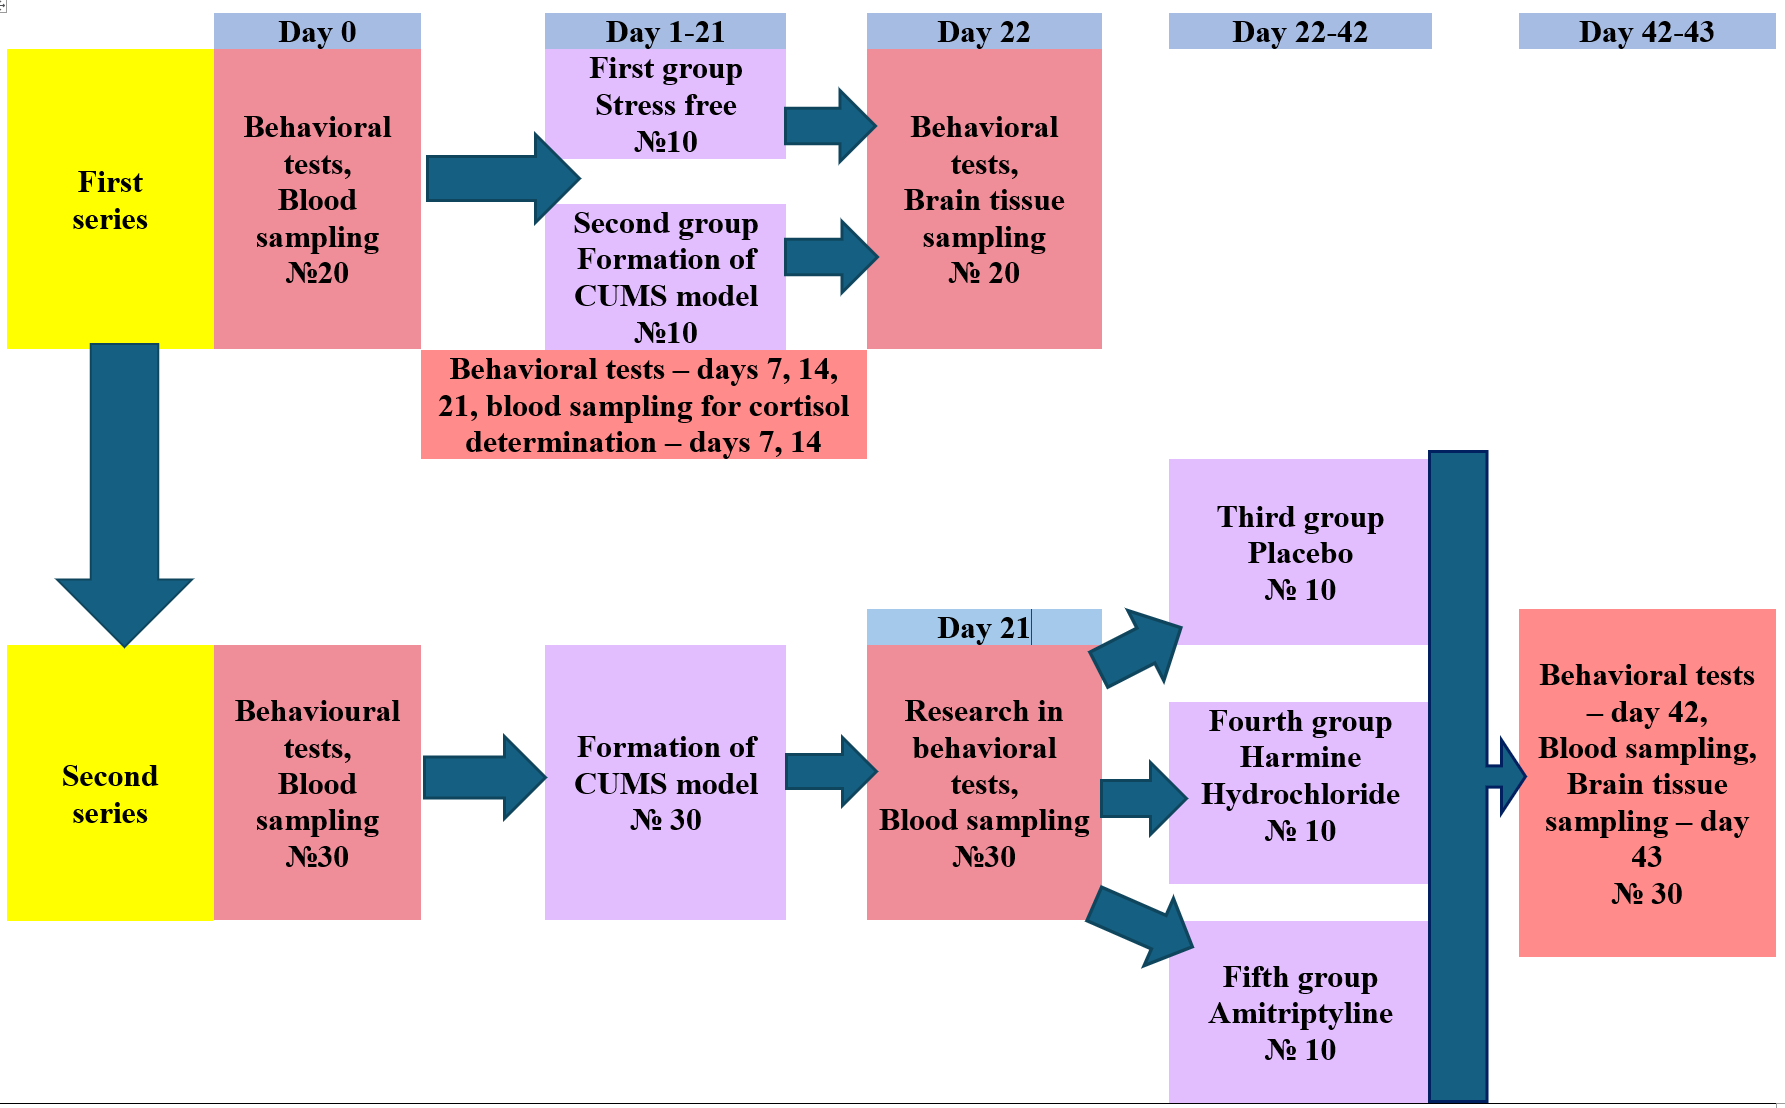 Day 0
Day 1-21
Day 22
Day 22-42
Day 42-43
First
series
Behavioral
tests,
Blood
sampling
№20
First group
Stress free
№10
Second group
Formation of
CUMS model
№10
Behavioral
tests,
Brain tissue
sampling
№ 20
Behavioral tests – days 7, 14,
21, blood sampling for cortisol
determination – days 7, 14
Second
series
Behavioural
tests,
Blood
sampling
№30
Formation of
CUMS model
№ 30
Day 21
Research in
behavioral
tests,
Blood sampling
№30
Third group
Placebo
№ 10
Fourth group
Harmine
Hydrochloride
№ 10
Fifth group
Amitriptyline
№ 10
Behavioral tests
– day 42,
Blood sampling,
Brain tissue
sampling – day
43
№ 30